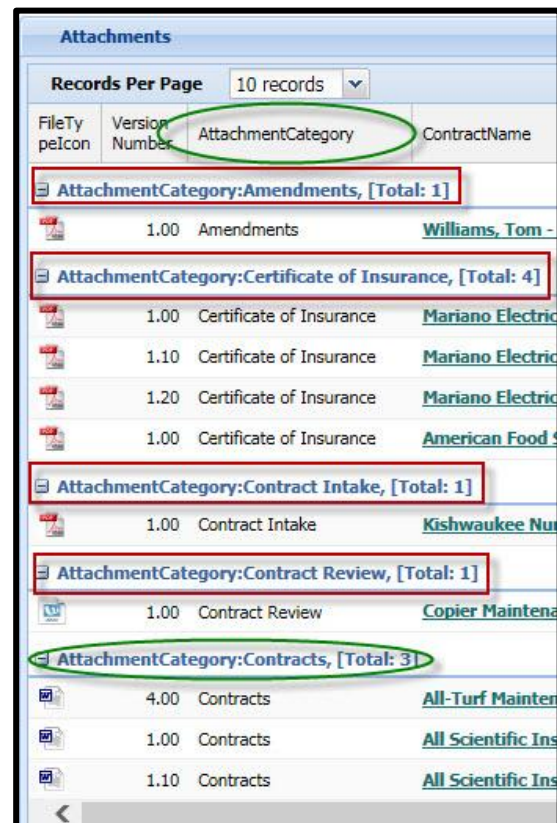 Attachments
Records Per Page 10 records
FileTypeIcon Version Number AttachmentCategory ContractName
AttachmentCategory:Amendments, [Total: 1]
1.00 Amendments Williams, Tom -
AttachmentCategory:Certificate of Insurance, [Total: 4]
1.00 Certificate of Insurance Mariano Electric
1.10 Certificate of Insurance Mariano Electric
1.20 Certificate of Insurance Mariano Electric
1.00 Certificate of Insurance American Food S
AttachmentCategory:Contract Intake, [Total: 1]
1.00 Contract Intake Kishwaukee Nur
AttachmentCategory:Contract Review, [Total: 1]
1.00 Contract Review Copier Maintena
AttachmentCategory:Contracts, [Total: 3]
4.00 Contracts All-Turf Mainten
1.00 Contracts All Scientific Ins
1.10 Contracts All Scientific Ins